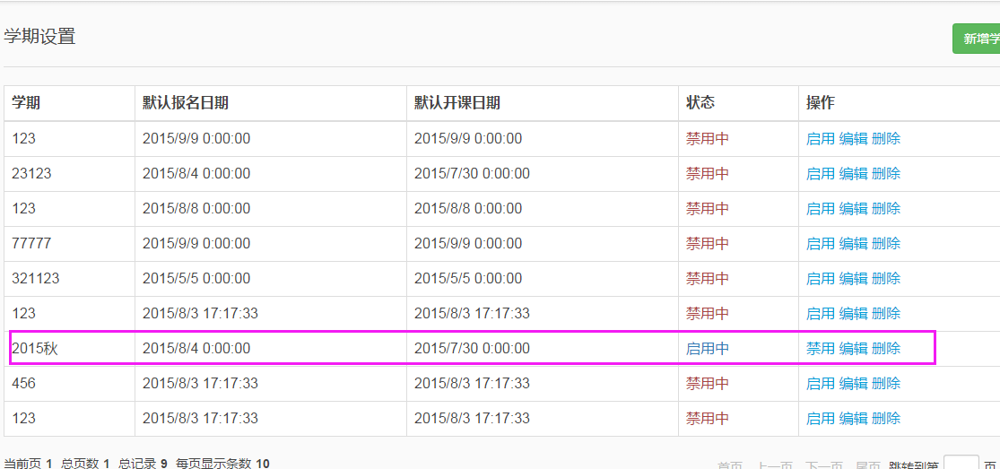 学期设置
新增学
学期 默认报名日期 默认开课日期 状态 操作
123 2015/9/9 0:00:00 2015/9/9 0:00:00 禁用中 启用 编辑 删除
23123 2015/8/4 0:00:00 2015/7/30 0:00:00 禁用中 启用 编辑 删除
123 2015/8/8 0:00:00 2015/8/8 0:00:00 禁用中 启用 编辑 删除
77777 2015/9/9 0:00:00 2015/9/9 0:00:00 禁用中 启用 编辑 删除
321123 2015/5/5 0:00:00 2015/5/5 0:00:00 禁用中 启用 编辑 删除
123 2015/8/3 17:17:33 2015/8/3 17:17:33 禁用中 启用 编辑 删除
2015秋 2015/8/4 0:00:00 2015/7/30 0:00:00 启用中 禁用 编辑 删除
456 2015/8/3 17:17:33 2015/8/3 17:17:33 禁用中 启用 编辑 删除
123 2015/8/3 17:17:33 2015/8/3 17:17:33 禁用中 启用 编辑 删除
当前页 1 总页数 1 总记录 9 每页显示条数 10 首页 上一页 下一页 尾页 跳转到第 页